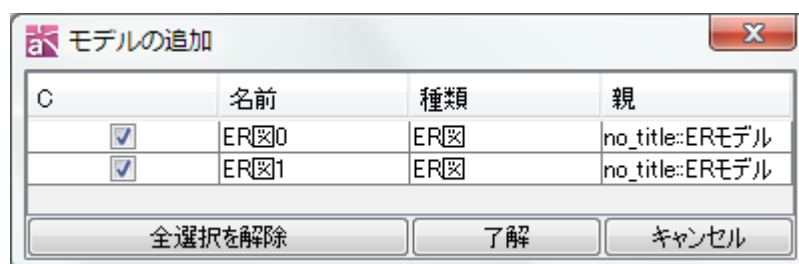 モデルの追加
C 名前 種類 親
ER図0 ER図 no_title::ERモデル
ER図1 ER図 no_title::ERモデル
全選択を解除 了解 キャンセル